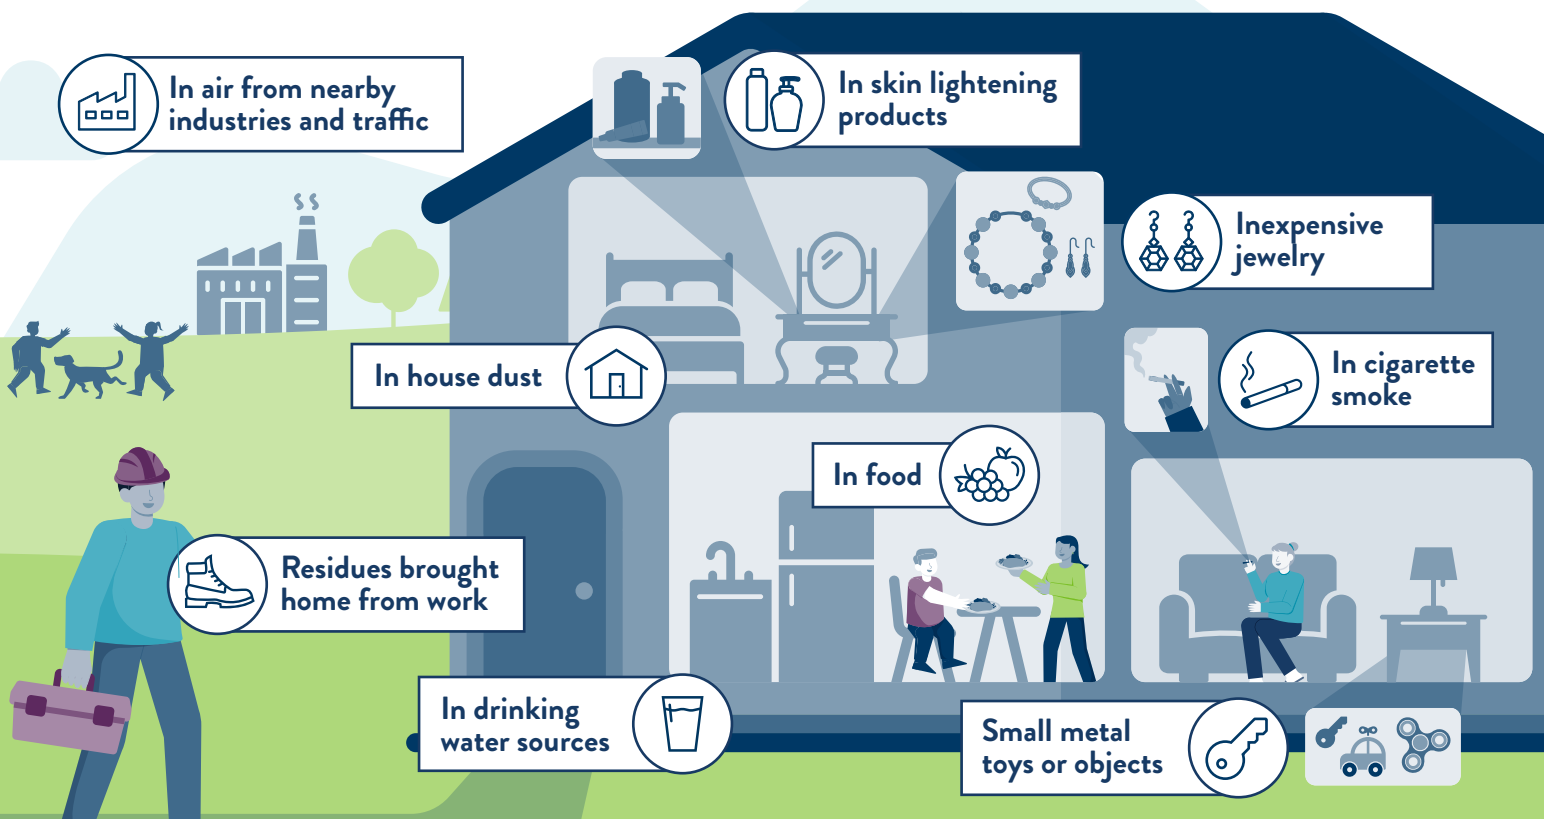 In air from nearby
industries and traffic
In skin lightening
products
Inexpensive
jewelry
In house dust
In cigarette
smoke
In food
Residues brought
home from work
In drinking
water sources
Small metal
toys or objects